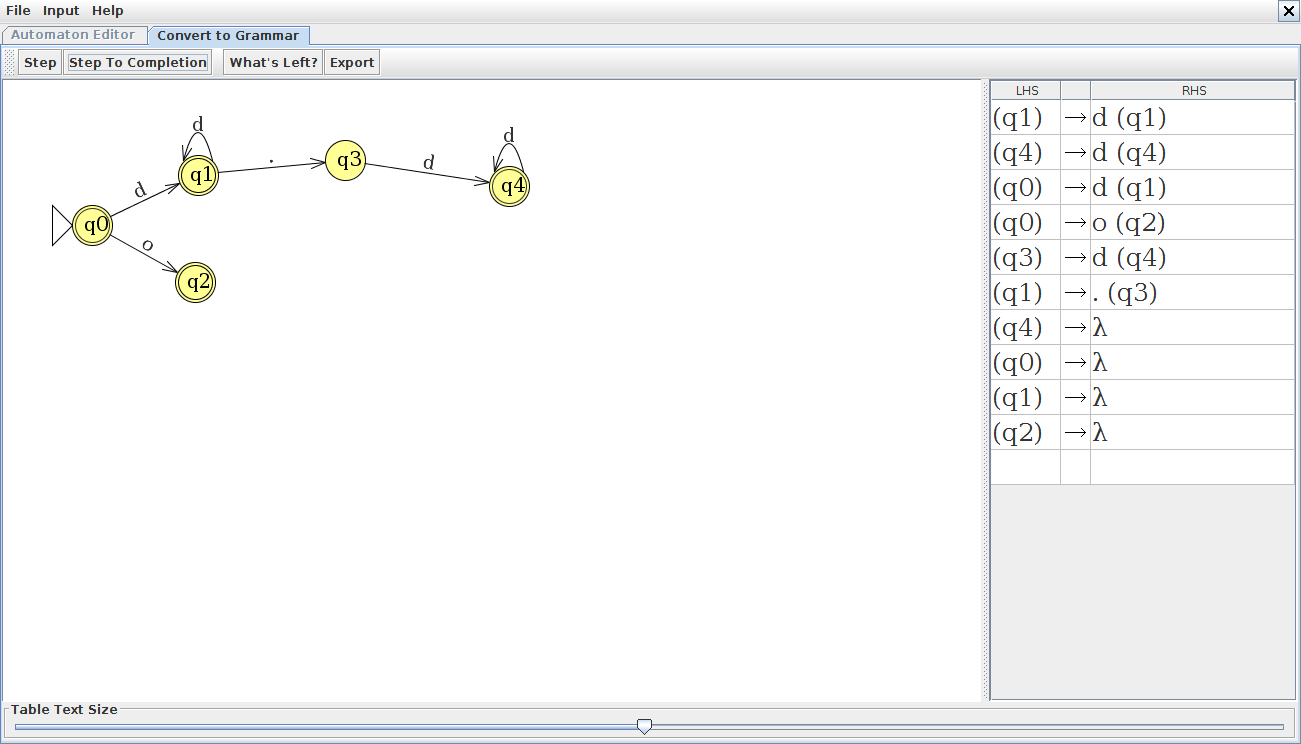 File Input Help
Automaton Editor Convert to Grammar
Step Step To Completion What's Left? Export
LHS RHS
(q1) → d (q1)
(q4) → d (q4)
(q0) → d (q1)
(q0) → o (q2)
(q3) → d (q4)
(q1) → . (q3)
(q4) → λ
(q0) → λ
(q1) → λ
(q2) → λ
d
d
q3
.
d
q1
q4
d
q0
o
q2
Table Text Size